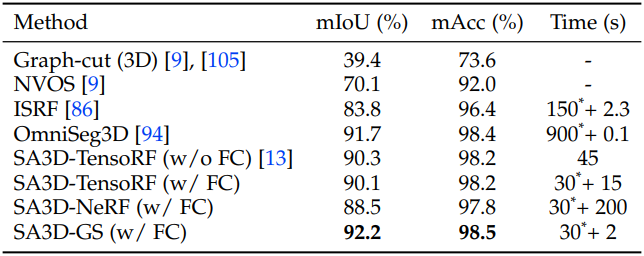 Method mIoU (%) mAcc (%) Time (s)
Graph-cut (3D) [9], [105] 39.4 73.6 -
NVOS [9] 70.1 92.0 -
ISRF [86] 83.8 96.4 150*+ 2.3
OmniSeg3D [94] 91.7 98.4 900*+ 0.1
SA3D-TensoRF (w/o FC) [13] 90.3 98.2 45
SA3D-TensoRF (w/ FC) 90.1 98.2 30*+ 15
SA3D-NeRF (w/ FC) 88.5 97.8 30*+ 200
SA3D-GS (w/ FC) 92.2 98.5 30*+ 2